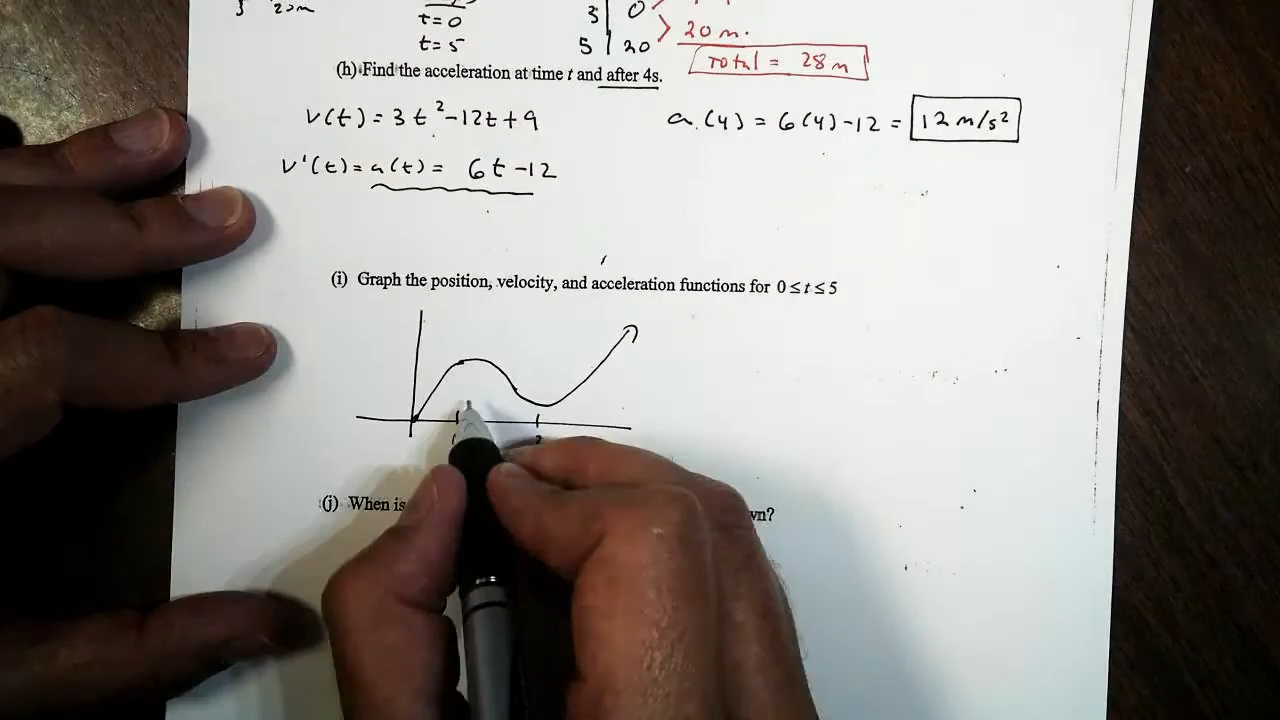 20m
t=0
3 | 0
t=5
5 | 20 > 20 m.
Total = 28m
(h) Find the acceleration at time t and after 4s.
v(t) = 3t²-12t+9
a(4) = 6(4)-12 = 12 m/s²
v'(t) = a(t) = 6t-12
(i) Graph the position, velocity, and acceleration functions for 0 ≤ t ≤ 5
(j) When is